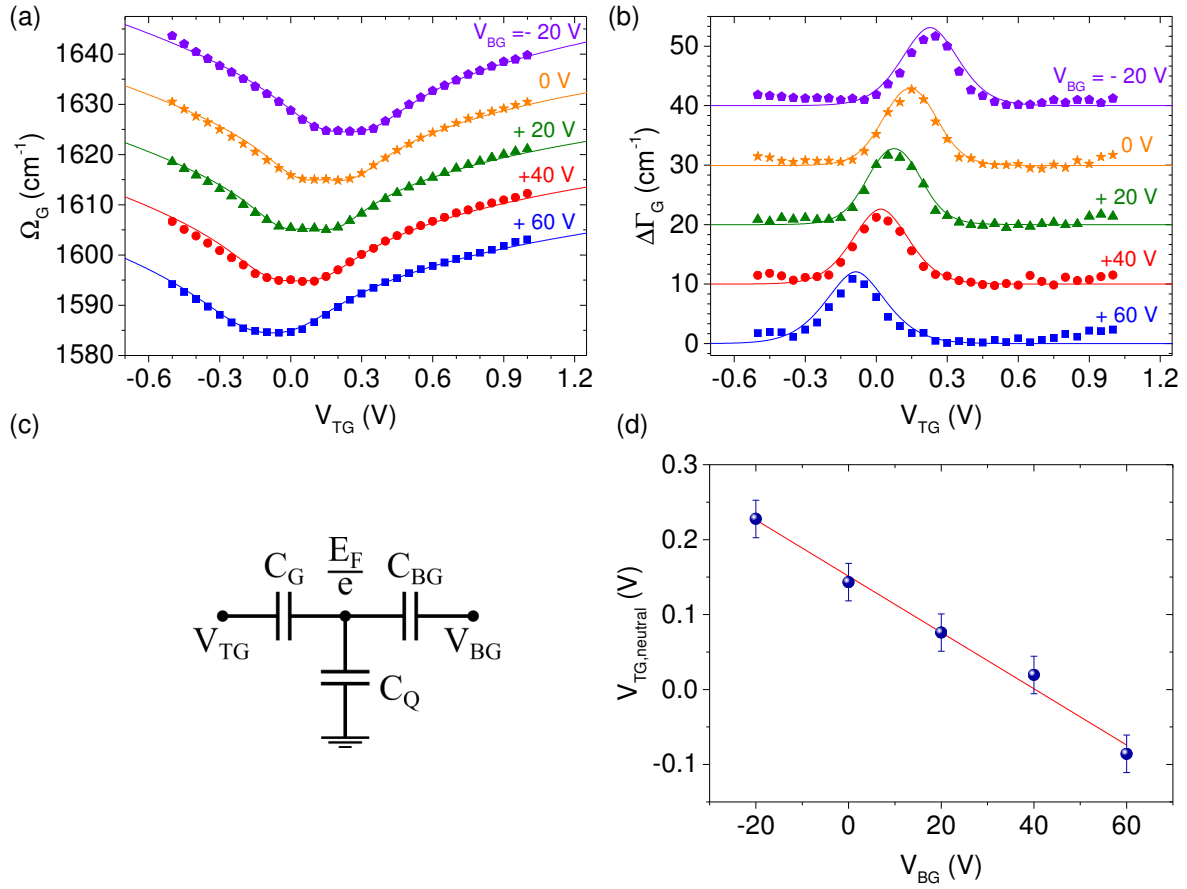 (a)
V_BG =- 20 V
0 V
+ 20 V
+40 V
+ 60 V
1640
1630
1620
1610
1600
1590
1580
Ω_G (cm⁻¹)
-0.6 -0.3 0.0 0.3 0.6 0.9 1.2
V_TG (V)
(b)
V_BG = - 20 V
0 V
+ 20 V
+40 V
+ 60 V
50
40
30
20
10
0
ΔΓ_G (cm⁻¹)
-0.6 -0.3 0.0 0.3 0.6 0.9 1.2
V_TG (V)
(c)
C_G E_F/e C_BG
V_TG V_BG
C_Q
(d)
0.3
0.2
0.1
0.0
-0.1
V_TG,neutral (V)
-20 0 20 40 60
V_BG (V)